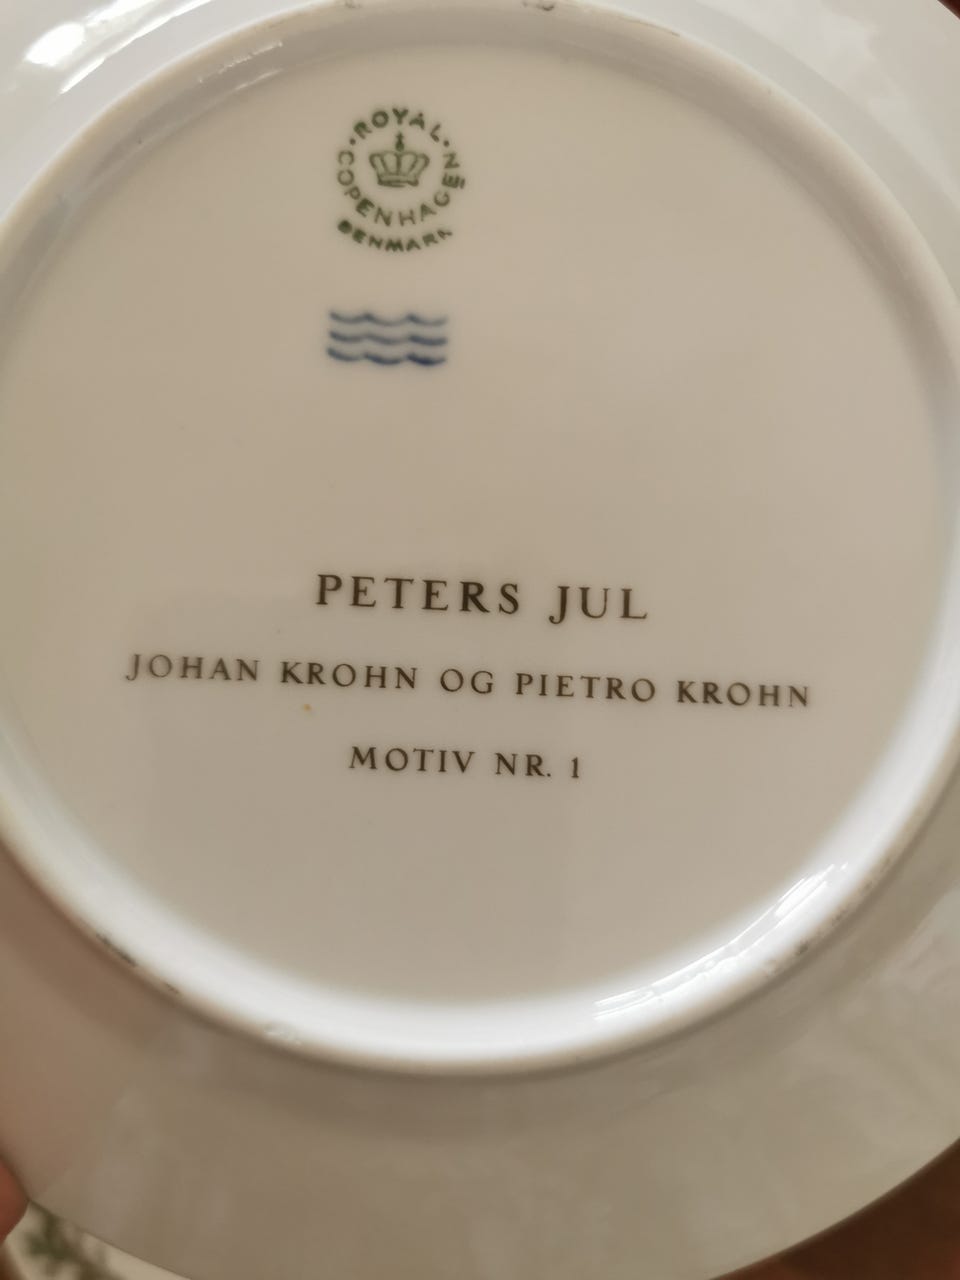 ROYAL
COPENHAGEN
DENMARK
PETERS JUL
JOHAN KROHN OG PIETRO KROHN
MOTIV NR. 1